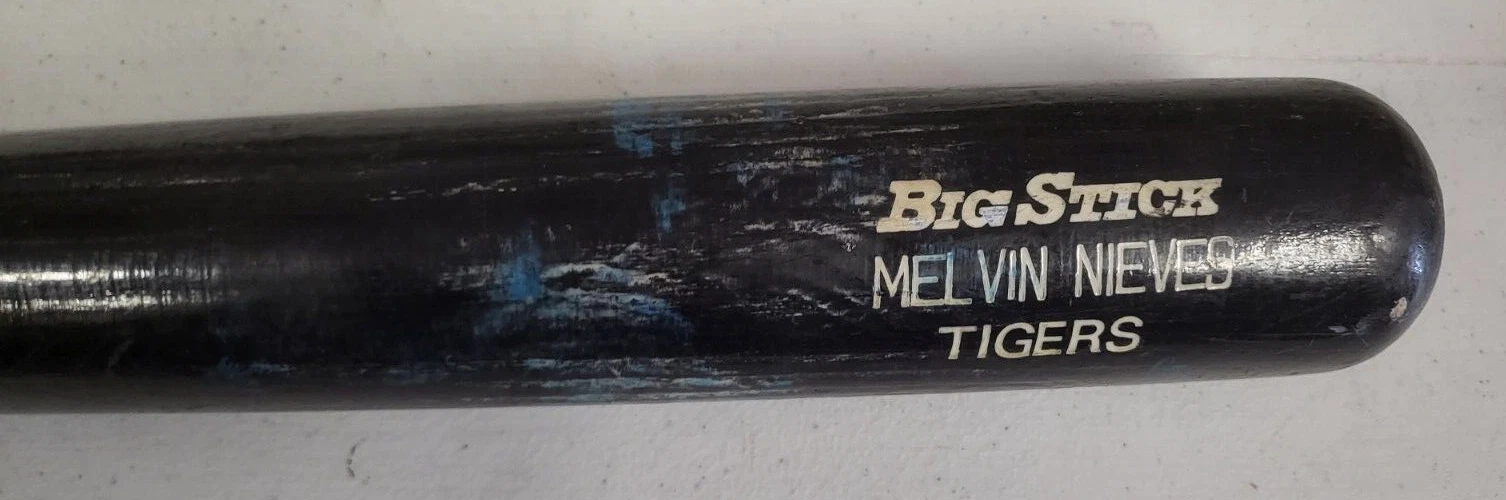 BIG STICK
MELVIN NIEVES
TIGERS